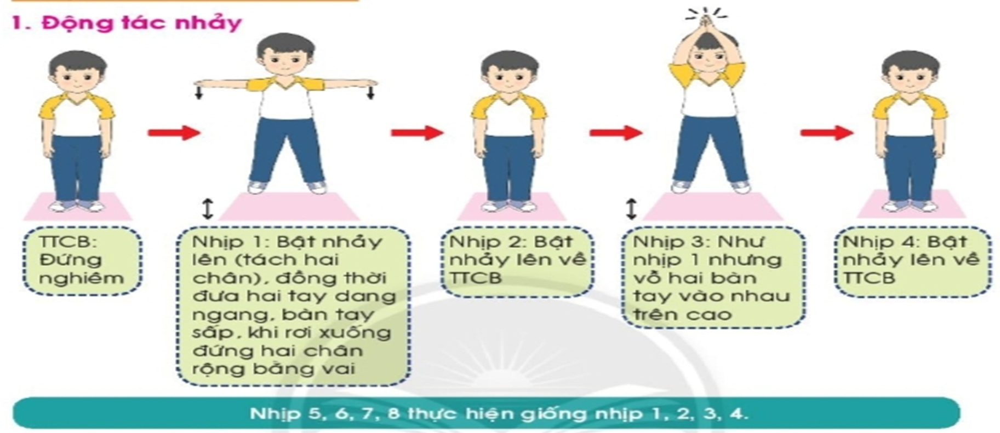 1. Động tác nhảy
TTCB:
Đứng
nghiêm
Nhịp 1: Bật nhảy
lên (tách hai
chân), đồng thời
đưa hai tay dang
ngang, bàn tay
sấp, khi rơi xuống
đứng hai chân
rộng bằng vai
Nhịp 2: Bật
nhảy lên về
TTCB
Nhịp 3: Như
nhịp 1 nhưng
vỗ hai bàn
tay vào nhau
trên cao
Nhịp 4: Bật
nhảy lên về
TTCB
Nhịp 5, 6, 7, 8 thực hiện giống nhịp 1, 2, 3, 4.